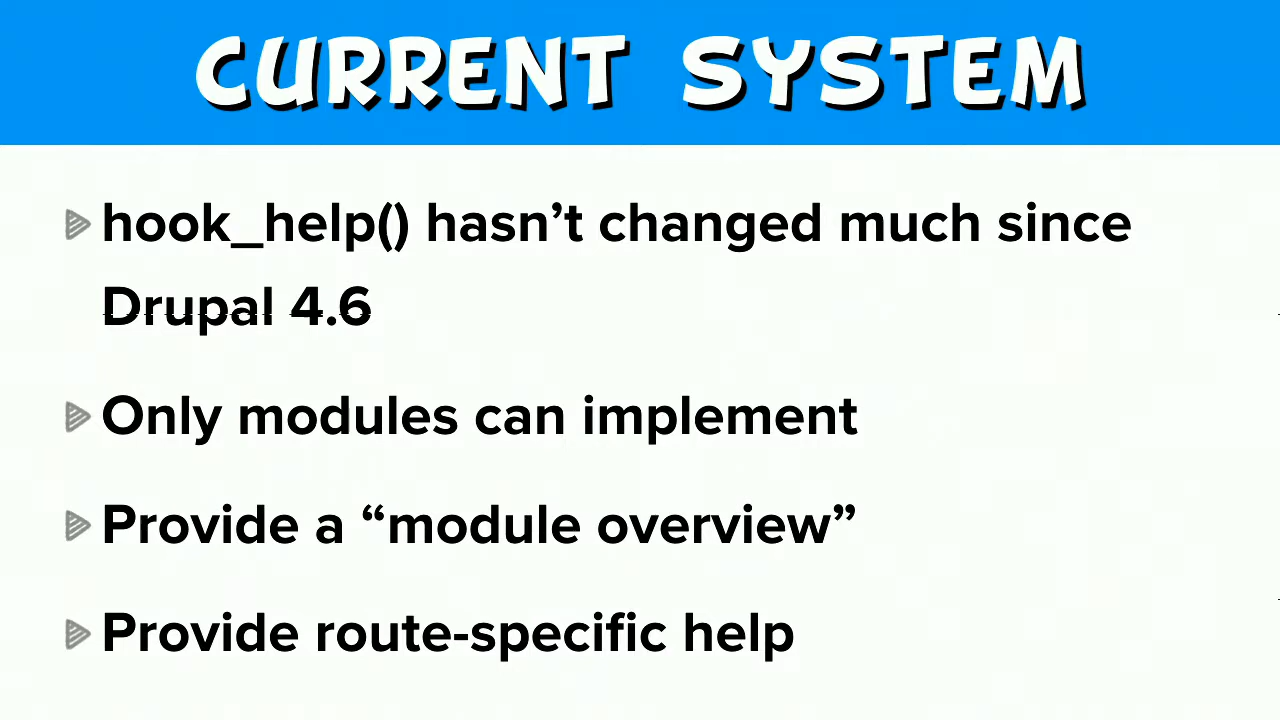 CURRENT SYSTEM
hook_help() hasn’t changed much since
Drupal 4.6
Only modules can implement
Provide a “module overview”
Provide route-specific help